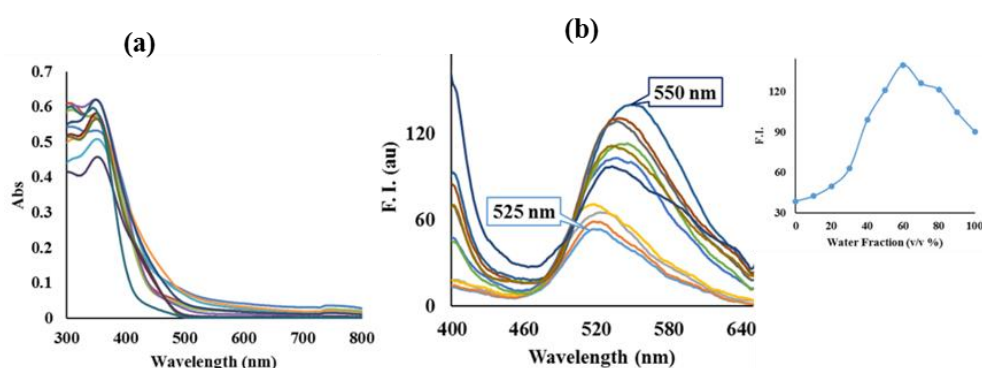 (a)
0.7
0.6
0.5
0.4
0.3
0.2
0.1
0
Abs
300 400 500 600 700 800
Wavelength (nm)
(b)
120
60
0
F. I. (au)
550 nm
525 nm
400 460 520 580 640
Wavelength (nm)
150
120
90
60
30
F.I.
0 20 40 60 80 100
Water Fraction (v/v %)